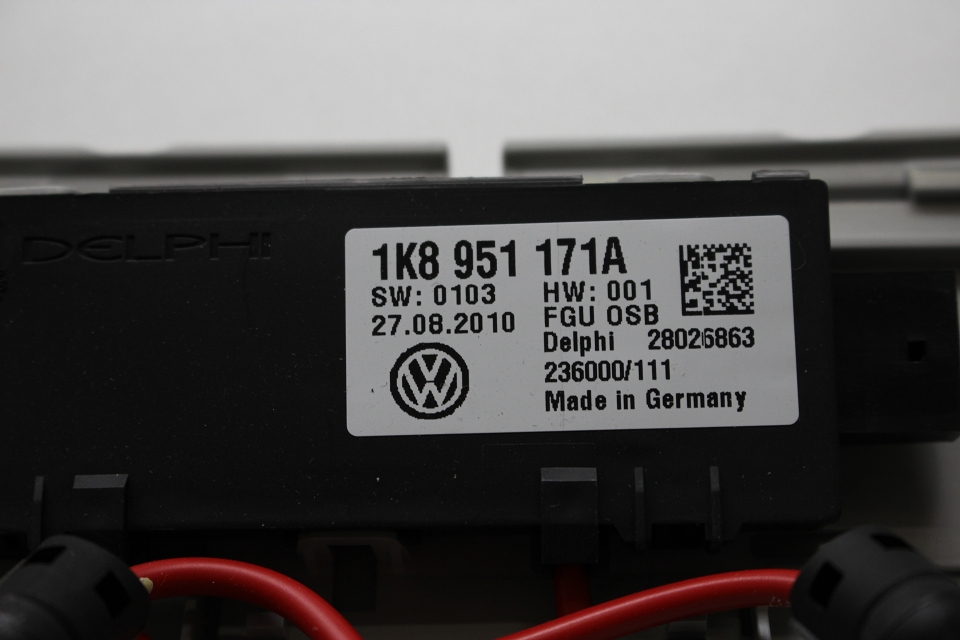 DELPHI
1K8 951 171A
SW: 0103 HW: 001
27.08.2010 FGU OSB
Delphi 28026863
236000/111
Made in Germany